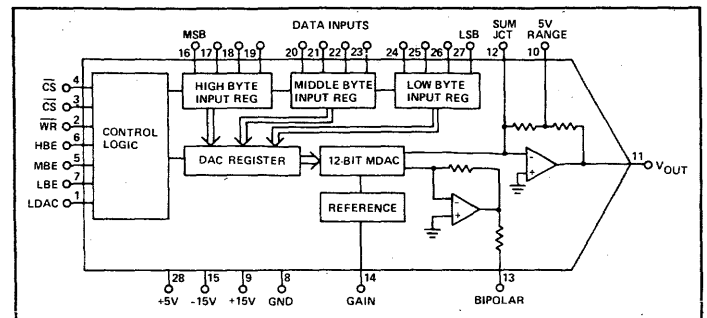 DATA INPUTS
MSB
LSB
SUM JCT
5V RANGE
16 17 18 19
20 21 22 23
24 25 26 27
12
10
HIGH BYTE INPUT REG
MIDDLE BYTE INPUT REG
LOW BYTE INPUT REG
CS 4
CS 3
WR 2
HBE 6
MBE 5
LBE 7
LDAC 1
CONTROL LOGIC
DAC REGISTER
12-BIT MDAC
REFERENCE
-
+
-
+
11
VOUT
28
15
9
8
14
13
+5V
-15V
+15V
GND
GAIN
BIPOLAR